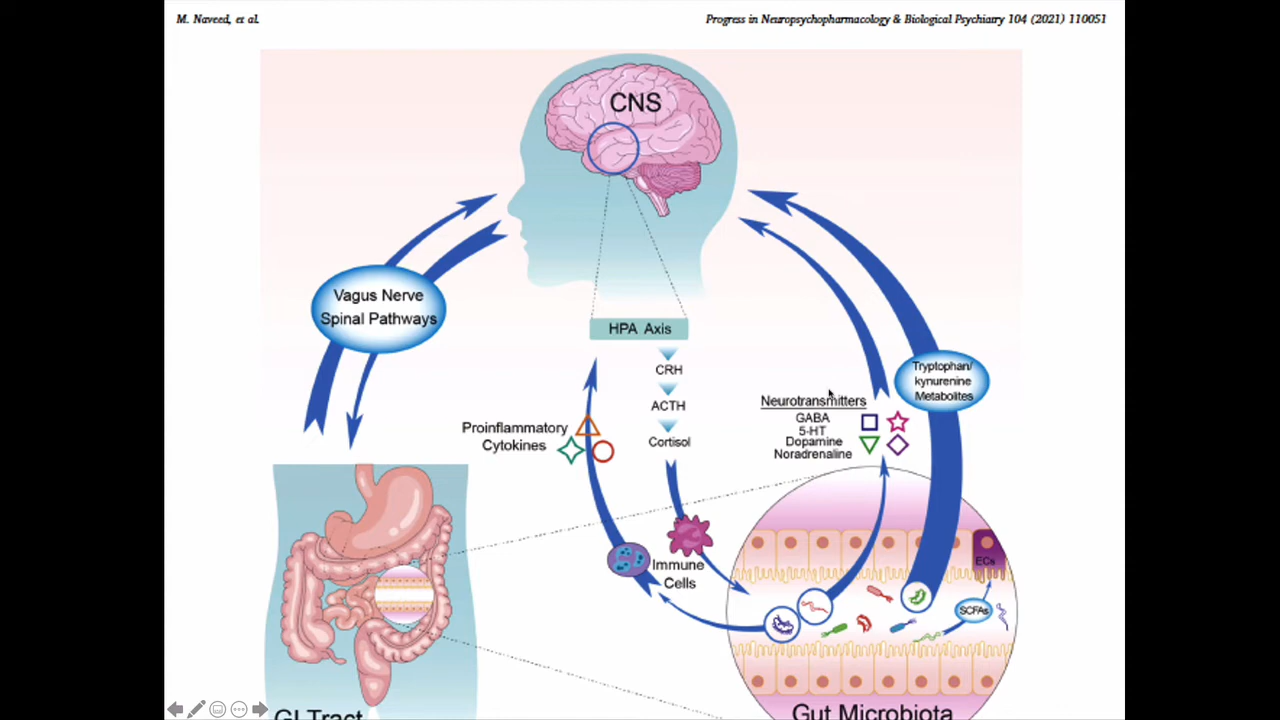 M. Naveed, et al.
Progress in Neuropsychopharmacology & Biological Psychiatry 104 (2021) 110051
CNS
Vagus Nerve
Spinal Pathways
HPA Axis
CRH
ACTH
Cortisol
Proinflammatory
Cytokines
Immune
Cells
Neurotransmitters
GABA
5-HT
Dopamine
Noradrenaline
Tryptophan/
kynurenine
Metabolites
ECs
SCFAs
GI Tract
Gut Microbiota